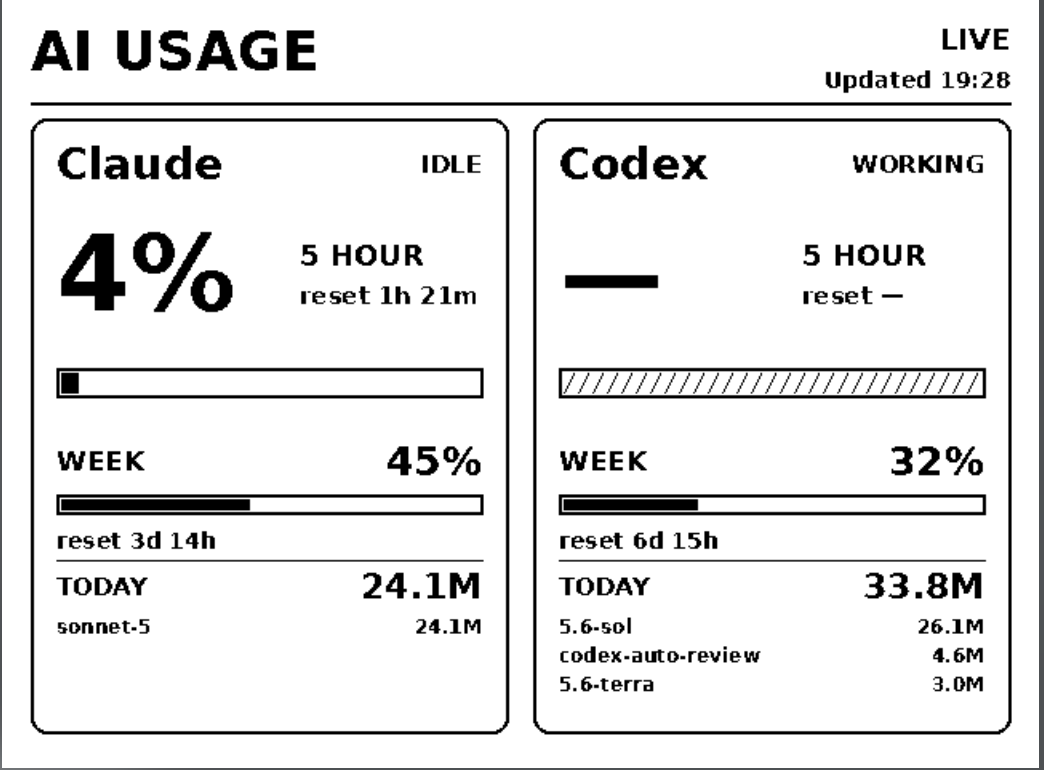 AI USAGE
LIVE
Updated 19:28
Claude
IDLE
4%
5 HOUR
reset 1h 21m
WEEK
45%
reset 3d 14h
TODAY
24.1M
sonnet-5
24.1M
Codex
WORKING
—
5 HOUR
reset —
WEEK
32%
reset 6d 15h
TODAY
33.8M
5.6-sol
26.1M
codex-auto-review
4.6M
5.6-terra
3.0M